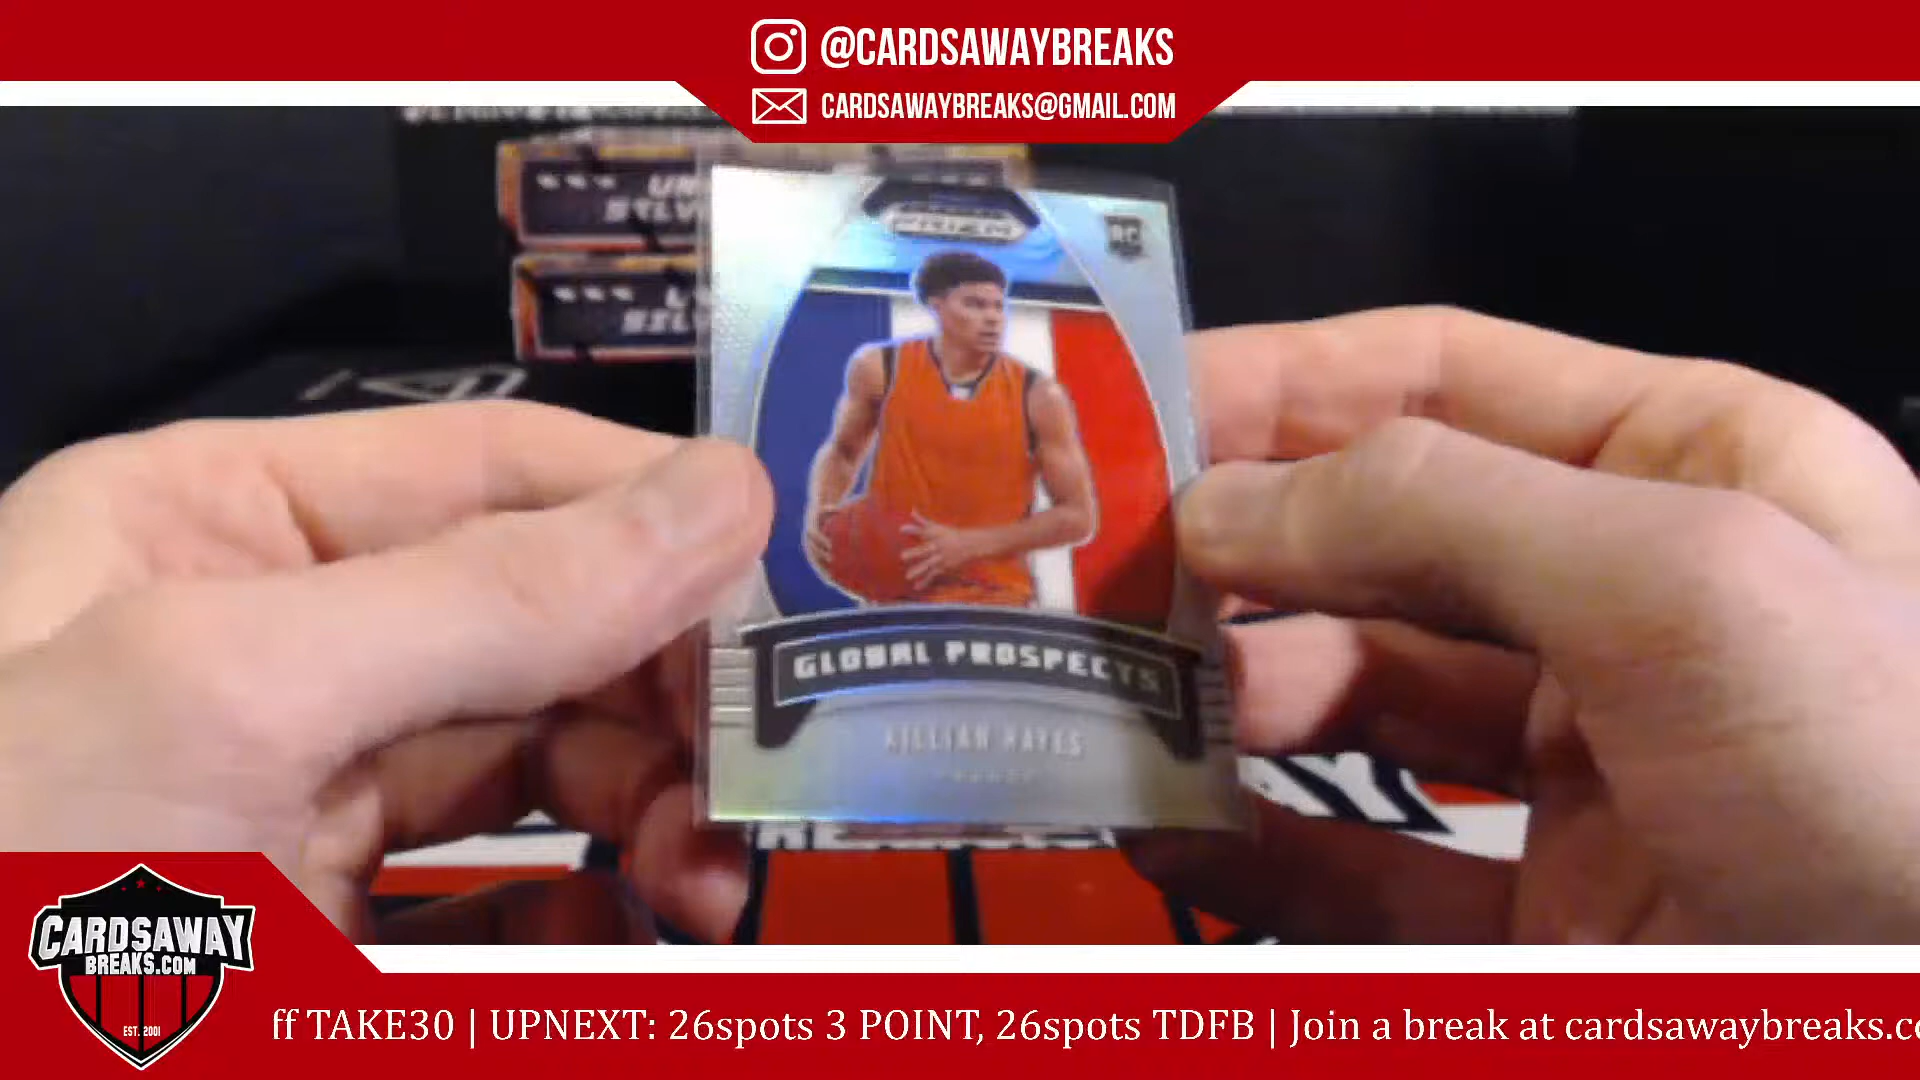 @CARDSAWAYBREAKS
CARDSAWAYBREAKS@GMAIL.COM
PRIZM
RC
GLOBAL PROSPECTS
KILLIAN HAYES
CARDSAWAY
BREAKS.COM
EST. 2001
ff TAKE30 | UPNEXT: 26spots 3 POINT, 26spots TDFB | Join a break at cardsawaybreaks.co